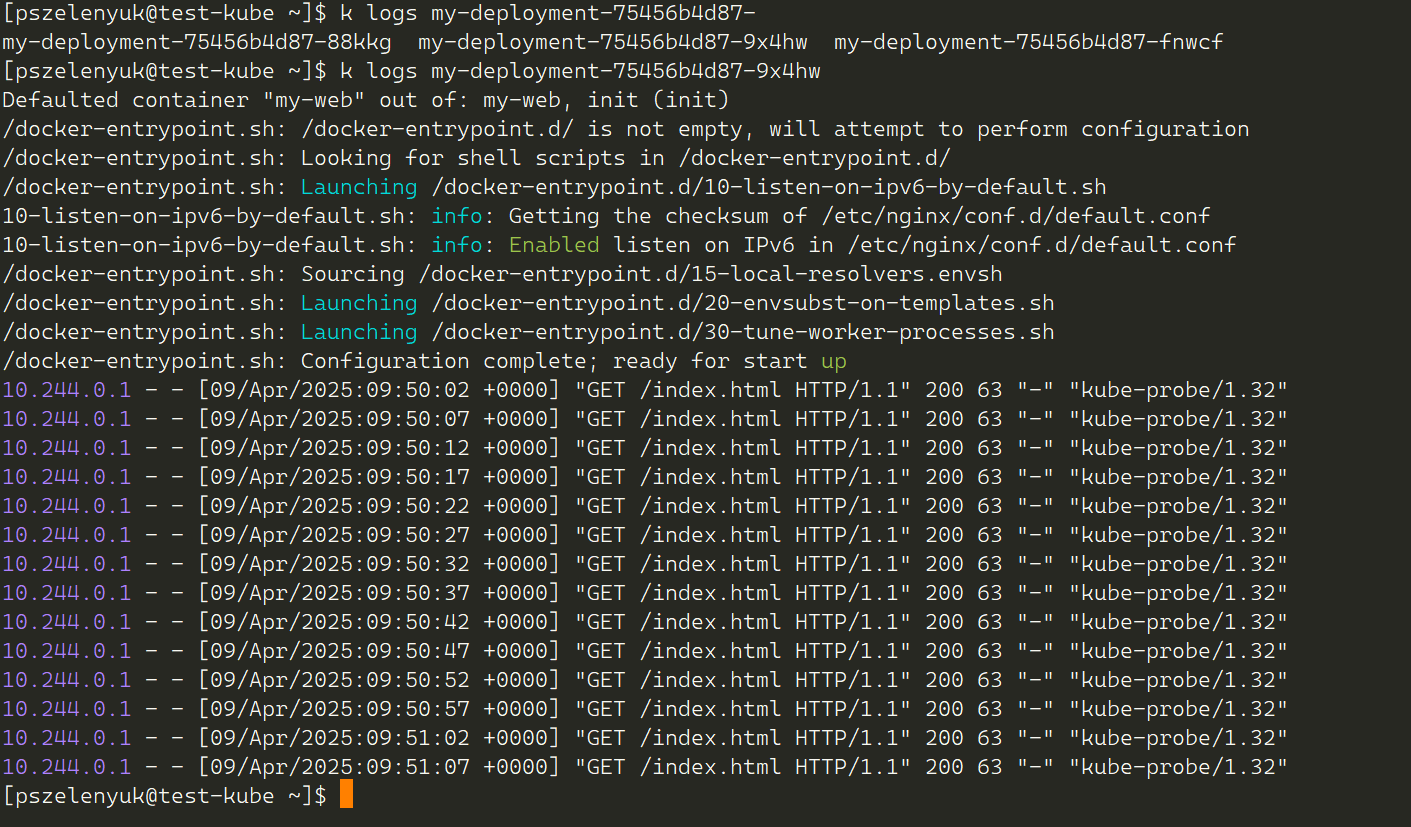 [pszelenyuk@test-kube ~]$ k logs my-deployment-75456b4d87-
my-deployment-75456b4d87-88kkg  my-deployment-75456b4d87-9x4hw  my-deployment-75456b4d87-fnwcf
[pszelenyuk@test-kube ~]$ k logs my-deployment-75456b4d87-9x4hw
Defaulted container "my-web" out of: my-web, init (init)
/docker-entrypoint.sh: /docker-entrypoint.d/ is not empty, will attempt to perform configuration
/docker-entrypoint.sh: Looking for shell scripts in /docker-entrypoint.d/
/docker-entrypoint.sh: Launching /docker-entrypoint.d/10-listen-on-ipv6-by-default.sh
10-listen-on-ipv6-by-default.sh: info: Getting the checksum of /etc/nginx/conf.d/default.conf
10-listen-on-ipv6-by-default.sh: info: Enabled listen on IPv6 in /etc/nginx/conf.d/default.conf
/docker-entrypoint.sh: Sourcing /docker-entrypoint.d/15-local-resolvers.envsh
/docker-entrypoint.sh: Launching /docker-entrypoint.d/20-envsubst-on-templates.sh
/docker-entrypoint.sh: Launching /docker-entrypoint.d/30-tune-worker-processes.sh
/docker-entrypoint.sh: Configuration complete; ready for start up
10.244.0.1 - - [09/Apr/2025:09:50:02 +0000] "GET /index.html HTTP/1.1" 200 63 "-" "kube-probe/1.32"
10.244.0.1 - - [09/Apr/2025:09:50:07 +0000] "GET /index.html HTTP/1.1" 200 63 "-" "kube-probe/1.32"
10.244.0.1 - - [09/Apr/2025:09:50:12 +0000] "GET /index.html HTTP/1.1" 200 63 "-" "kube-probe/1.32"
10.244.0.1 - - [09/Apr/2025:09:50:17 +0000] "GET /index.html HTTP/1.1" 200 63 "-" "kube-probe/1.32"
10.244.0.1 - - [09/Apr/2025:09:50:22 +0000] "GET /index.html HTTP/1.1" 200 63 "-" "kube-probe/1.32"
10.244.0.1 - - [09/Apr/2025:09:50:27 +0000] "GET /index.html HTTP/1.1" 200 63 "-" "kube-probe/1.32"
10.244.0.1 - - [09/Apr/2025:09:50:32 +0000] "GET /index.html HTTP/1.1" 200 63 "-" "kube-probe/1.32"
10.244.0.1 - - [09/Apr/2025:09:50:37 +0000] "GET /index.html HTTP/1.1" 200 63 "-" "kube-probe/1.32"
10.244.0.1 - - [09/Apr/2025:09:50:42 +0000] "GET /index.html HTTP/1.1" 200 63 "-" "kube-probe/1.32"
10.244.0.1 - - [09/Apr/2025:09:50:47 +0000] "GET /index.html HTTP/1.1" 200 63 "-" "kube-probe/1.32"
10.244.0.1 - - [09/Apr/2025:09:50:52 +0000] "GET /index.html HTTP/1.1" 200 63 "-" "kube-probe/1.32"
10.244.0.1 - - [09/Apr/2025:09:50:57 +0000] "GET /index.html HTTP/1.1" 200 63 "-" "kube-probe/1.32"
10.244.0.1 - - [09/Apr/2025:09:51:02 +0000] "GET /index.html HTTP/1.1" 200 63 "-" "kube-probe/1.32"
10.244.0.1 - - [09/Apr/2025:09:51:07 +0000] "GET /index.html HTTP/1.1" 200 63 "-" "kube-probe/1.32"
[pszelenyuk@test-kube ~]$